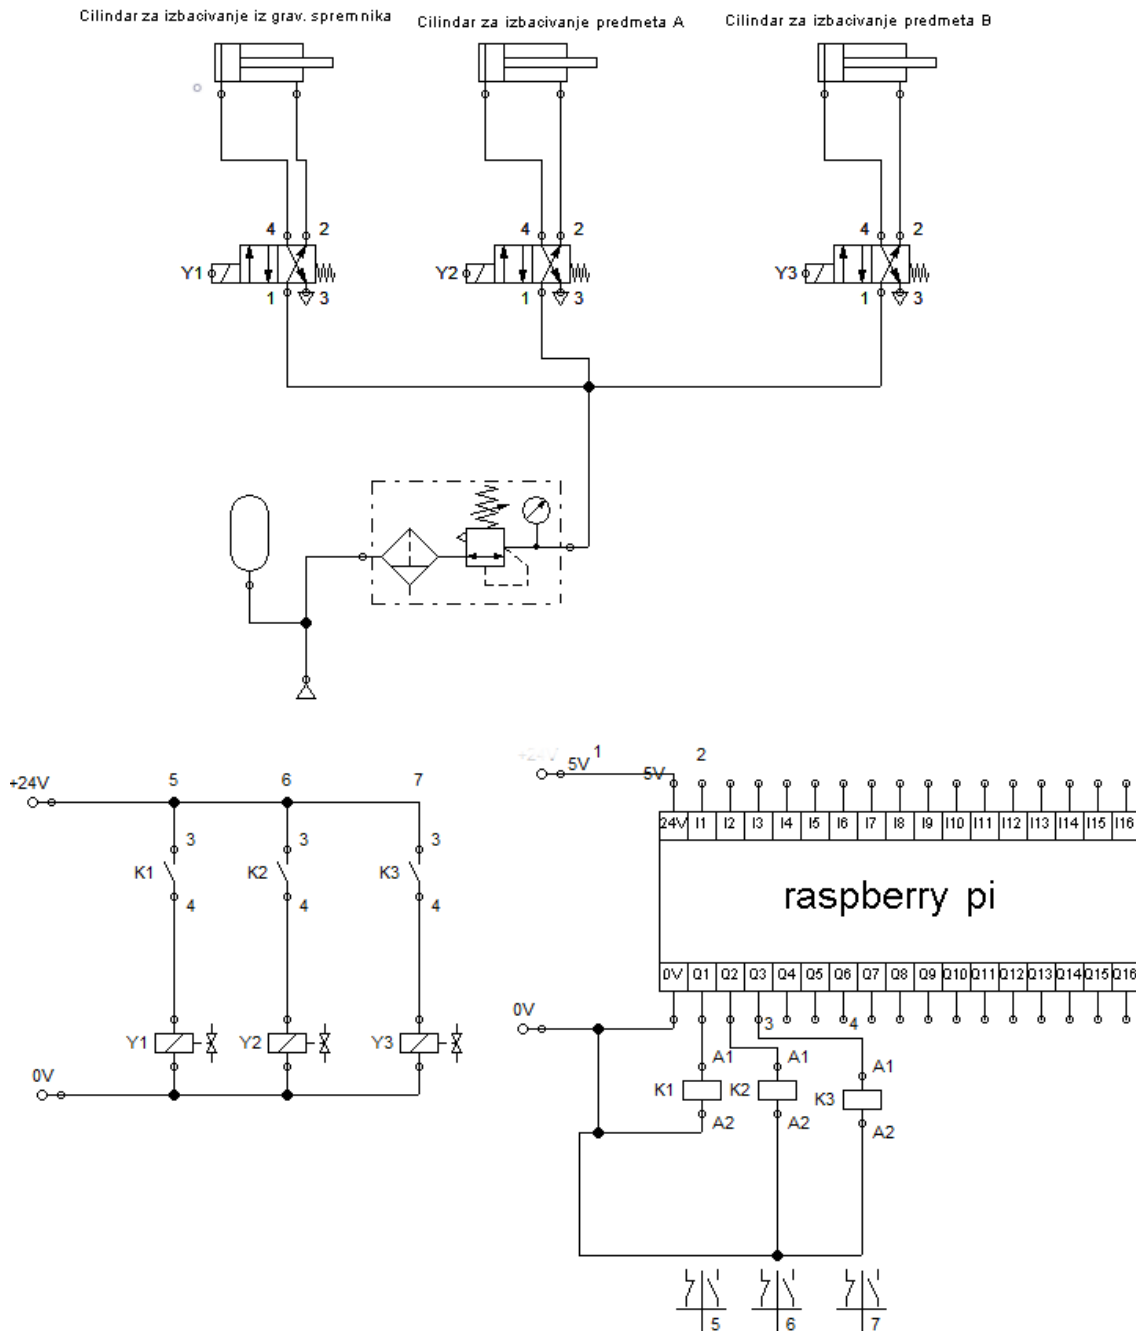 Cilindar za izbacivanje iz grav. spremnika
Cilindar za izbacivanje predmeta A
Cilindar za izbacivanje predmeta B
4 2
4 2
4 2
Y1
Y2
Y3
1 3
1 3
1 3
+24V
5 6 7
3 3 3
K1 K2 K3
4 4 4
Y1 Y2 Y3
0V
+24V
1 2
5V 5V
24V I1 I2 I3 I4 I5 I6 I7 I8 I9 I10 I11 I12 I13 I14 I15 I16
raspberry pi
0V Q1 Q2 Q3 Q4 Q5 Q6 Q7 Q8 Q9 Q10 Q11 Q12 Q13 Q14 Q15 Q16
0V
3 4
A1 A1 A1
K1 K2 K3
A2 A2 A2
5 6 7